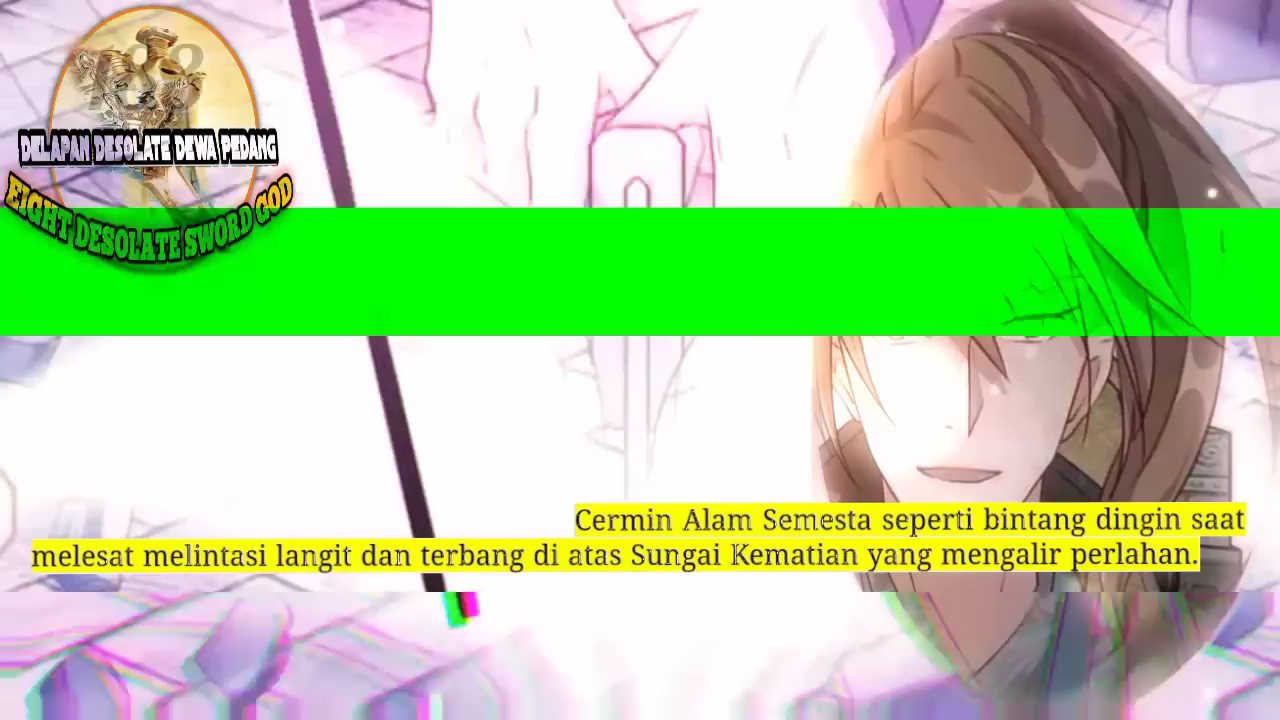 DELAPAN DESOLATE DEWA PEDANG
EIGHT DESOLATE SWORD GOD
Cermin Alam Semesta seperti bintang dingin saat
melesat melintasi langit dan terbang di atas Sungai Kematian yang mengalir perlahan.